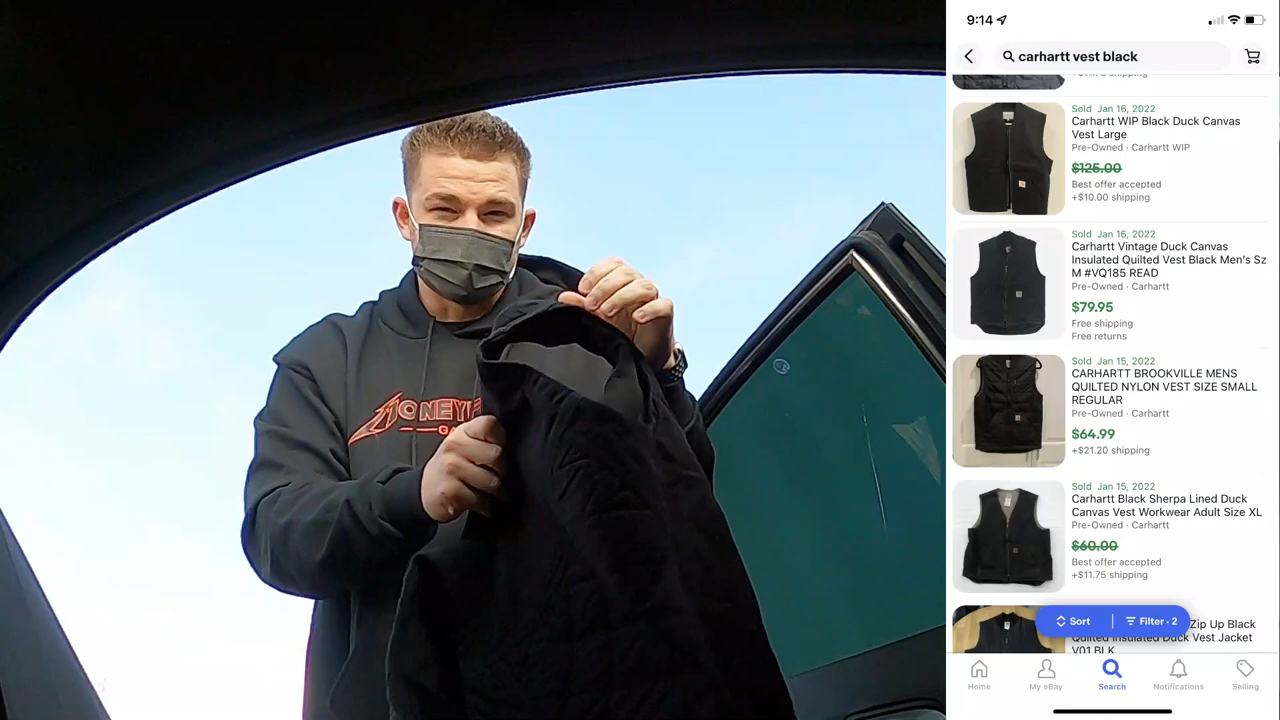 9:14
carhartt vest black
Sold Jan 16, 2022
Carhartt WIP Black Duck Canvas
Vest Large
Pre-Owned · Carhartt WIP
$125.00
Best offer accepted
+$10.00 shipping
Sold Jan 16, 2022
Carhartt Vintage Duck Canvas
Insulated Quilted Vest Black Men's Sz
M #VQ185 READ
Pre-Owned · Carhartt
$79.95
Free shipping
Free returns
Sold Jan 15, 2022
CARHARTT BROOKVILLE MENS
QUILTED NYLON VEST SIZE SMALL
REGULAR
Pre-Owned · Carhartt
$64.99
+$21.20 shipping
Sold Jan 15, 2022
Carhartt Black Sherpa Lined Duck
Canvas Vest Workwear Adult Size XL
Pre-Owned · Carhartt
$60.00
Best offer accepted
+$11.75 shipping
Zip Up Black
Quilted Insulated Duck Vest Jacket
V01 BLK
Sort
Filter · 2
Home
My eBay
Search
Notifications
Selling